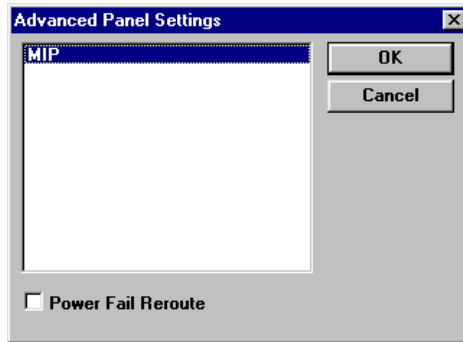 Advanced Panel Settings
MIP
OK
Cancel
Power Fail Reroute